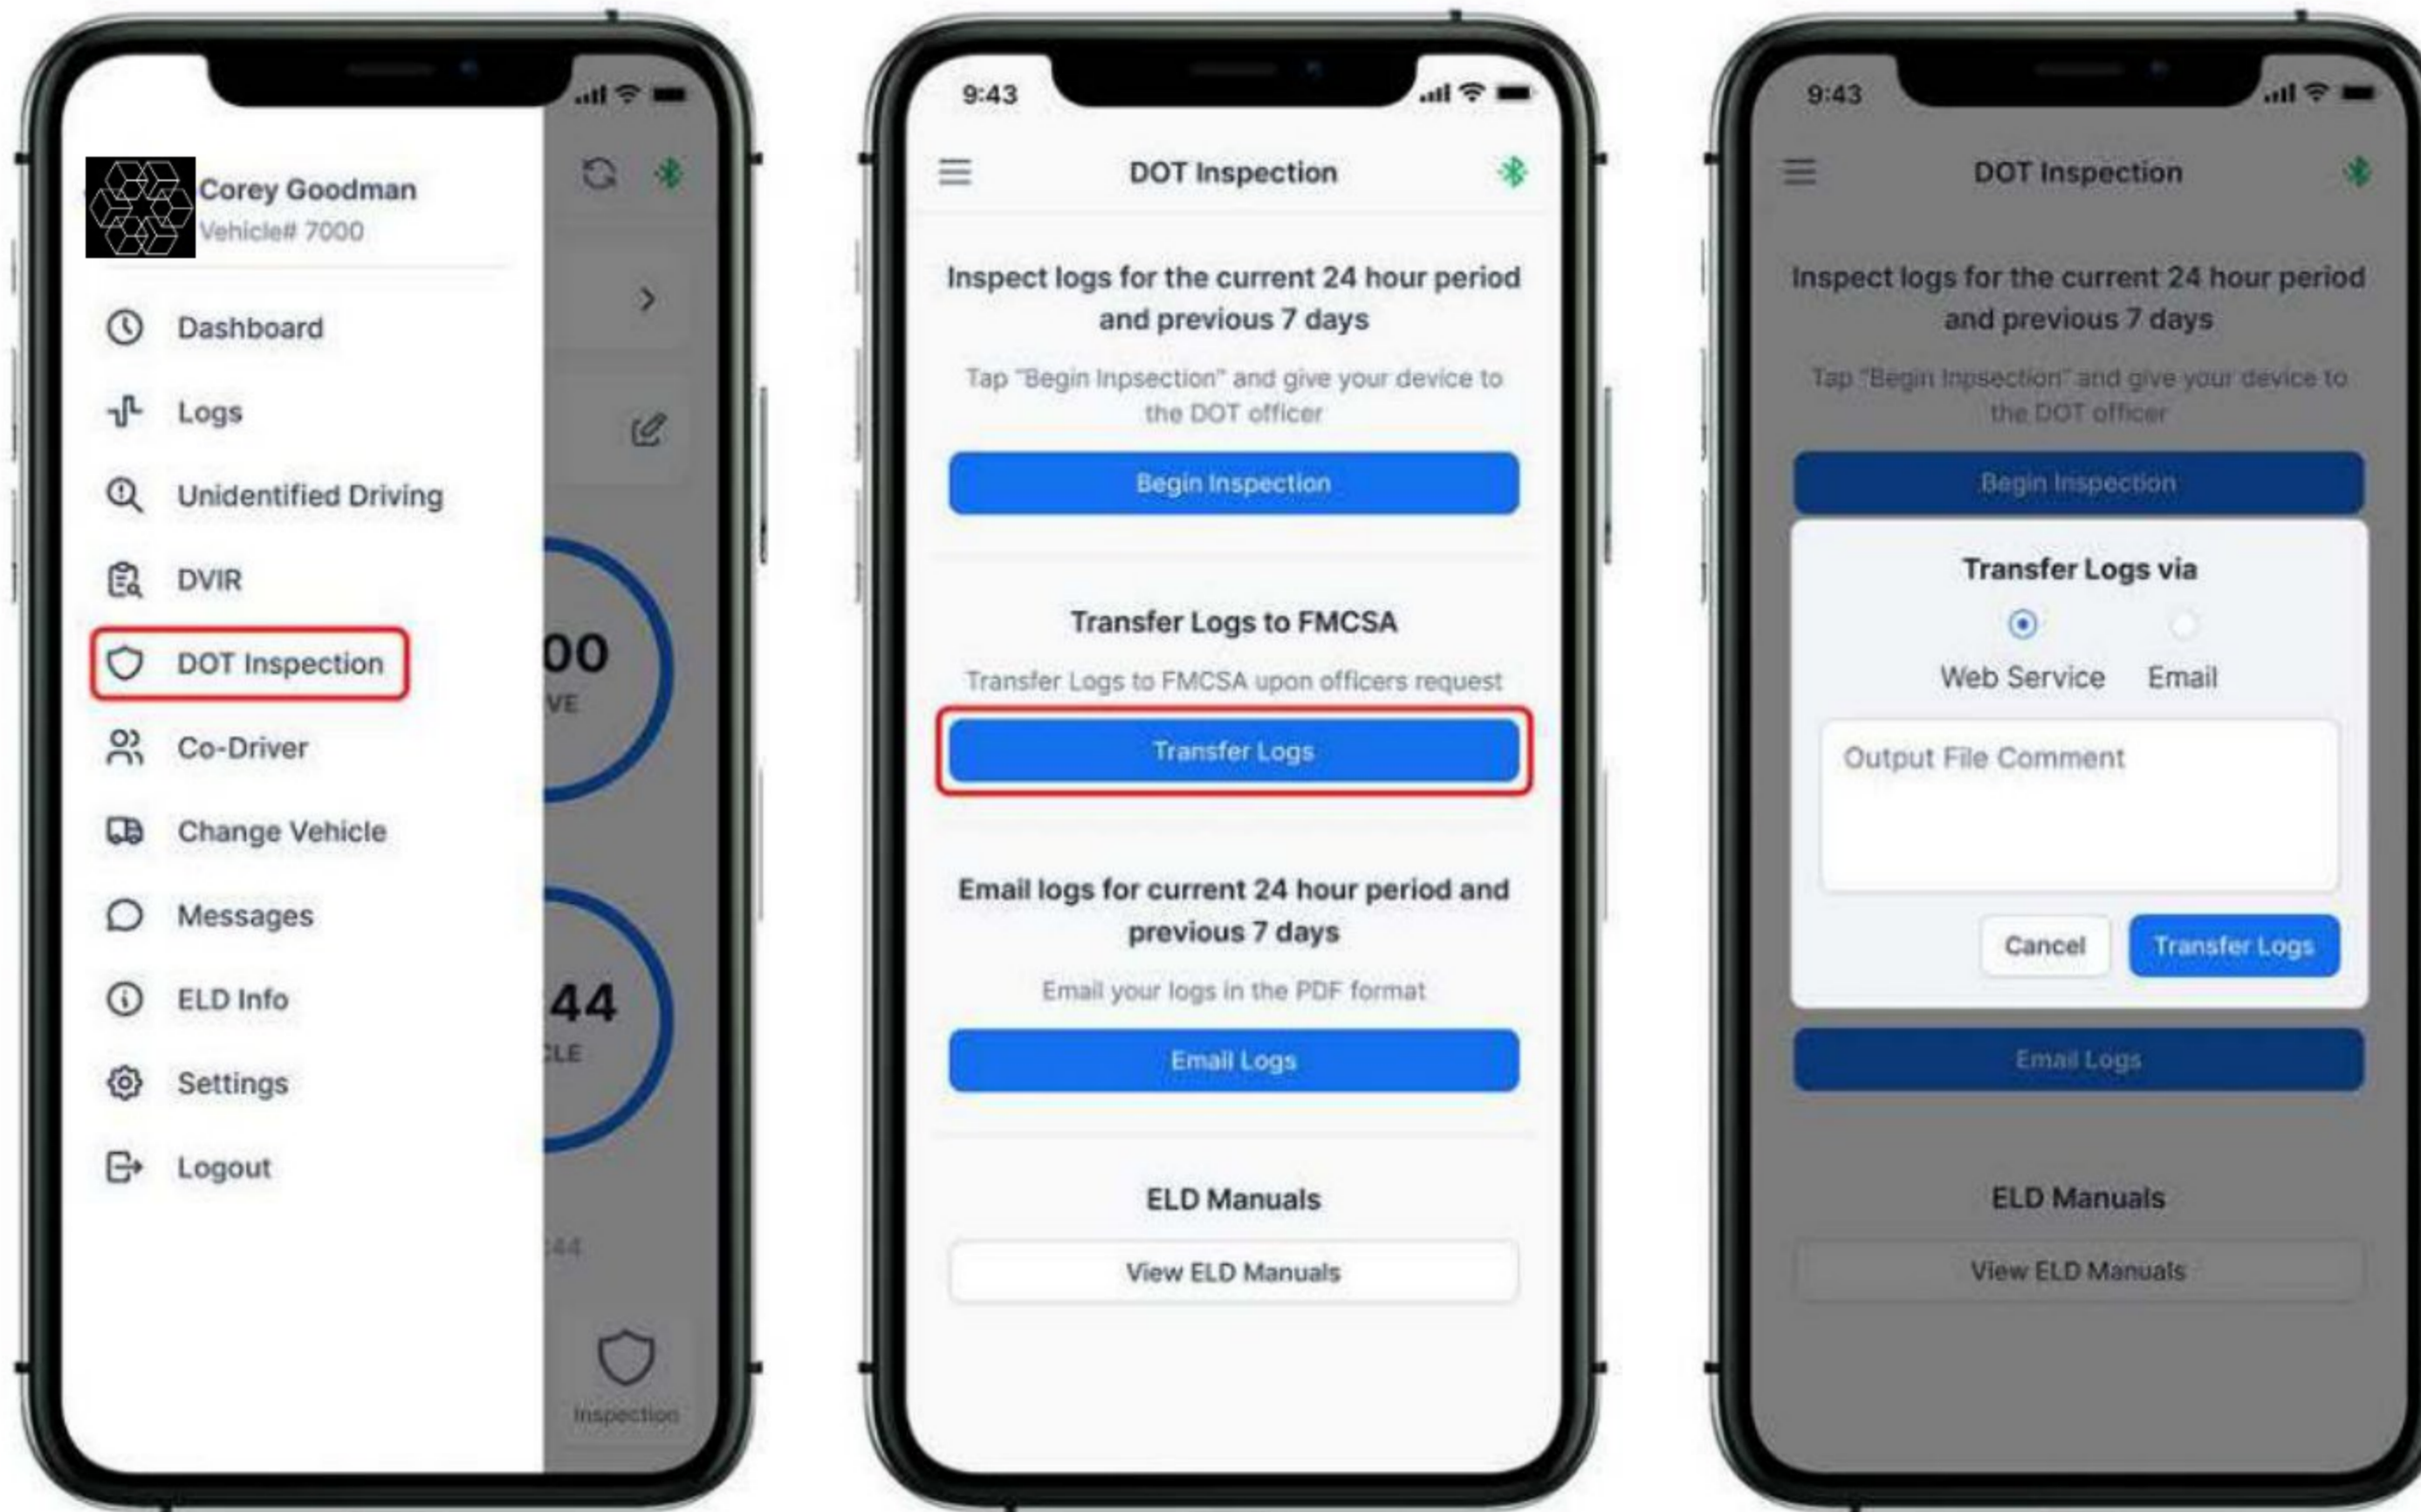 Corey Goodman
Vehicle# 7000
Dashboard
Logs
Unidentified Driving
DVIR
DOT Inspection
Co-Driver
Change Vehicle
Messages
ELD Info
Settings
Logout
00
VE
44
CLE
:44
Inspection
9:43
DOT Inspection
Inspect logs for the current 24 hour period
and previous 7 days
Tap "Begin Inpsection" and give your device to
the DOT officer
Begin Inspection
Transfer Logs to FMCSA
Transfer Logs to FMCSA upon officers request
Transfer Logs
Email logs for current 24 hour period and
previous 7 days
Email your logs in the PDF format
Email Logs
ELD Manuals
View ELD Manuals
9:43
DOT Inspection
Inspect logs for the current 24 hour period
and previous 7 days
Tap "Begin Inpsection" and give your device to
the DOT officer
Begin Inspection
Transfer Logs via
Web Service Email
Output File Comment
Cancel Transfer Logs
Email Logs
ELD Manuals
View ELD Manuals